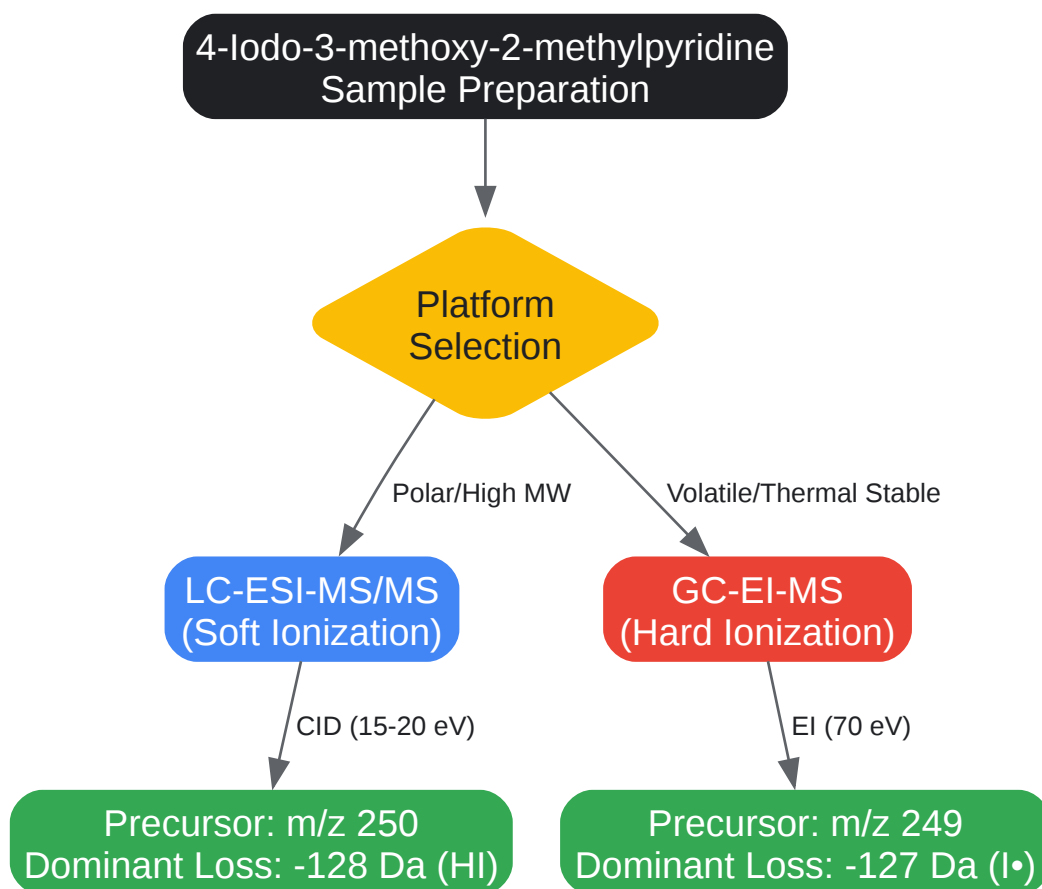 4-Iodo-3-methoxy-2-methylpyridine
Sample Preparation
Platform
Selection
Polar/High MW
Volatile/Thermal Stable
LC-ESI-MS/MS
(Soft Ionization)
GC-EI-MS
(Hard Ionization)
CID (15-20 eV)
EI (70 eV)
Precursor: m/z 250
Dominant Loss: -128 Da (HI)
Precursor: m/z 249
Dominant Loss: -127 Da (I•)